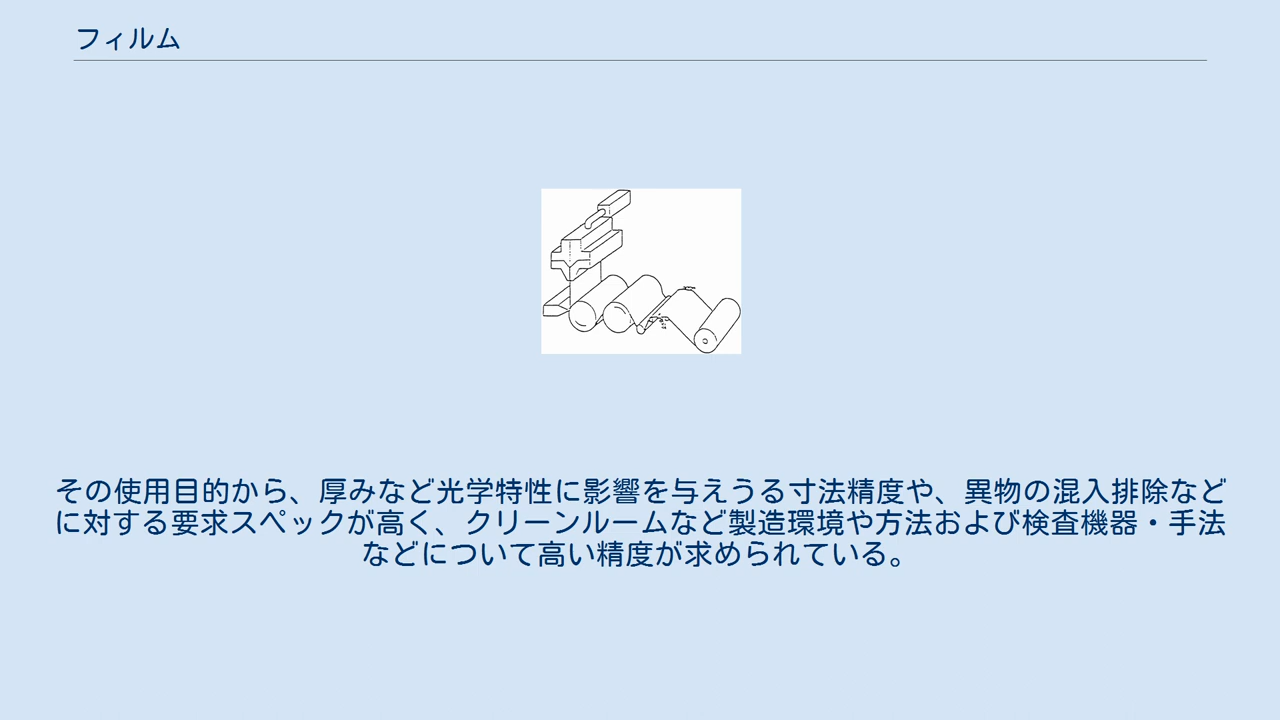 フィルム
その使用目的から、厚みなど光学特性に影響を与えうる寸法精度や、異物の混入排除など
に対する要求スペックが高く、クリーンルームなど製造環境や方法および検査機器・手法
などについて高い精度が求められている。